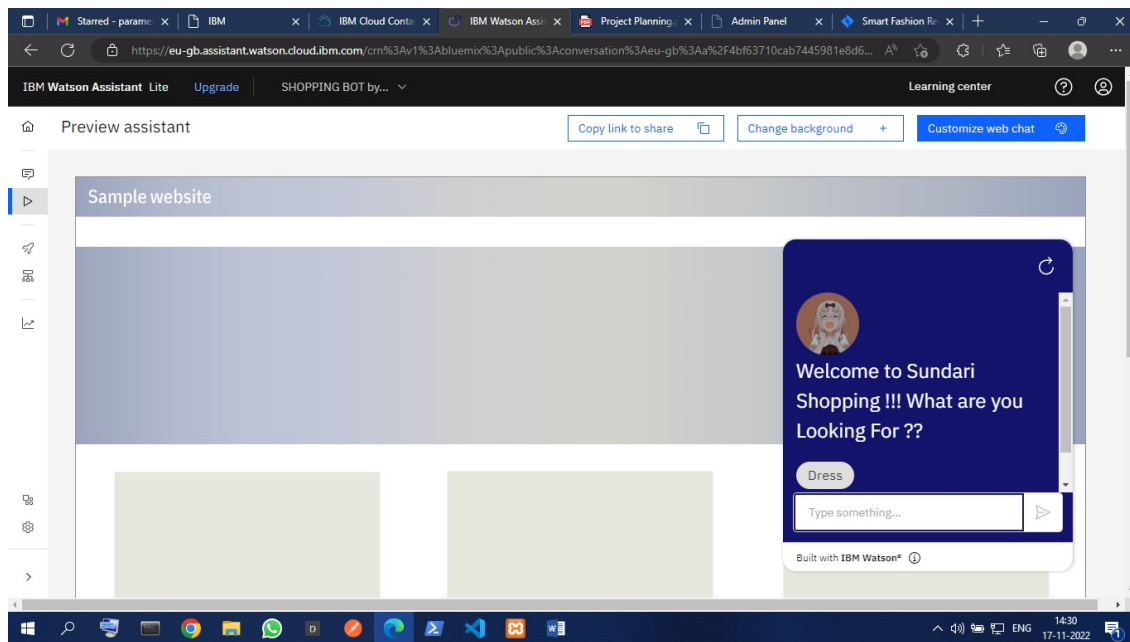 Starred - parame
IBM
IBM Cloud Conta
IBM Watson Assis
Project Planning.p
Admin Panel
Smart Fashion Re
https://eu-gb.assistant.watson.cloud.ibm.com/crn%3Av1%3Abluemix%3Apublic%3Aconversation%3Aeu-gb%3Aa%2F4bf63710cab7445981e8d6...
IBM Watson Assistant Lite
Upgrade
SHOPPING BOT by...
Learning center
Preview assistant
Copy link to share
Change background +
Customize web chat
Sample website
Welcome to Sundari
Shopping !!! What are you
Looking For ??
Dress
Type something...
Built with IBM Watson®
ENG
14:30
17-11-2022